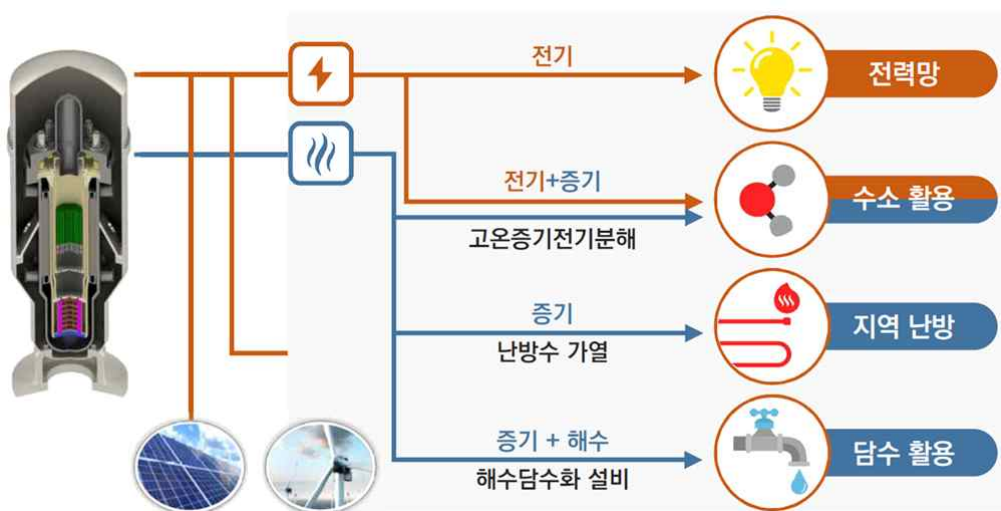 전기
전력망
전기+증기
고온증기전기분해
수소 활용
증기
난방수 가열
지역 난방
증기 + 해수
해수담수화 설비
담수 활용